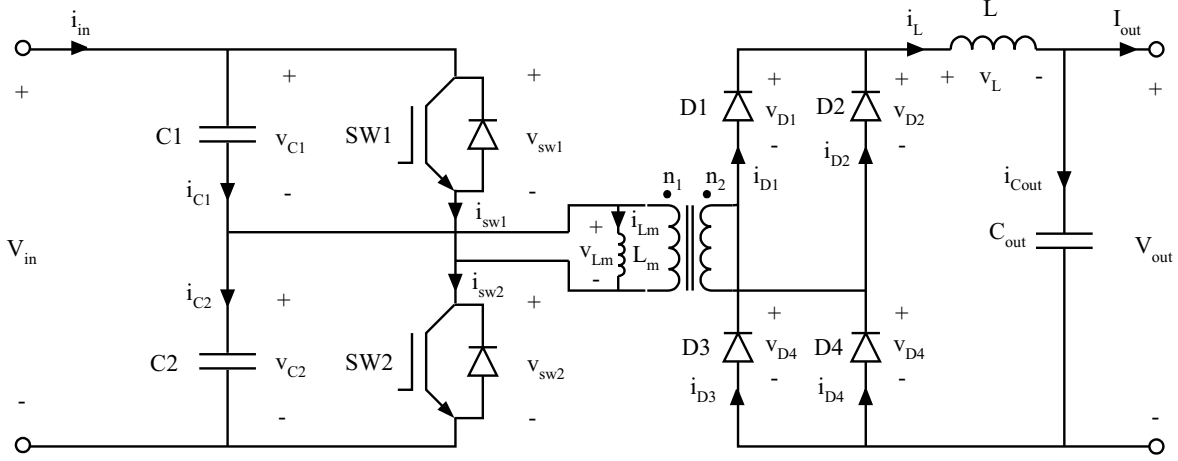 i_in
i_L
L
I_out
+
+
+
+
+
+
v_L
-
+
C1
v_C1
SW1
v_sw1
D1
v_D1
D2
v_D2
-
-
i_D2
i_C1
-
-
n_1
n_2
i_D1
i_Cout
i_sw1
i_Lm
+
V_in
v_Lm
L_m
C_out
V_out
-
i_C2
+
i_sw2
+
+
+
C2
v_C2
SW2
v_sw2
D3
v_D4
D4
v_D4
-
-
-
i_D3
i_D4
-
-
-